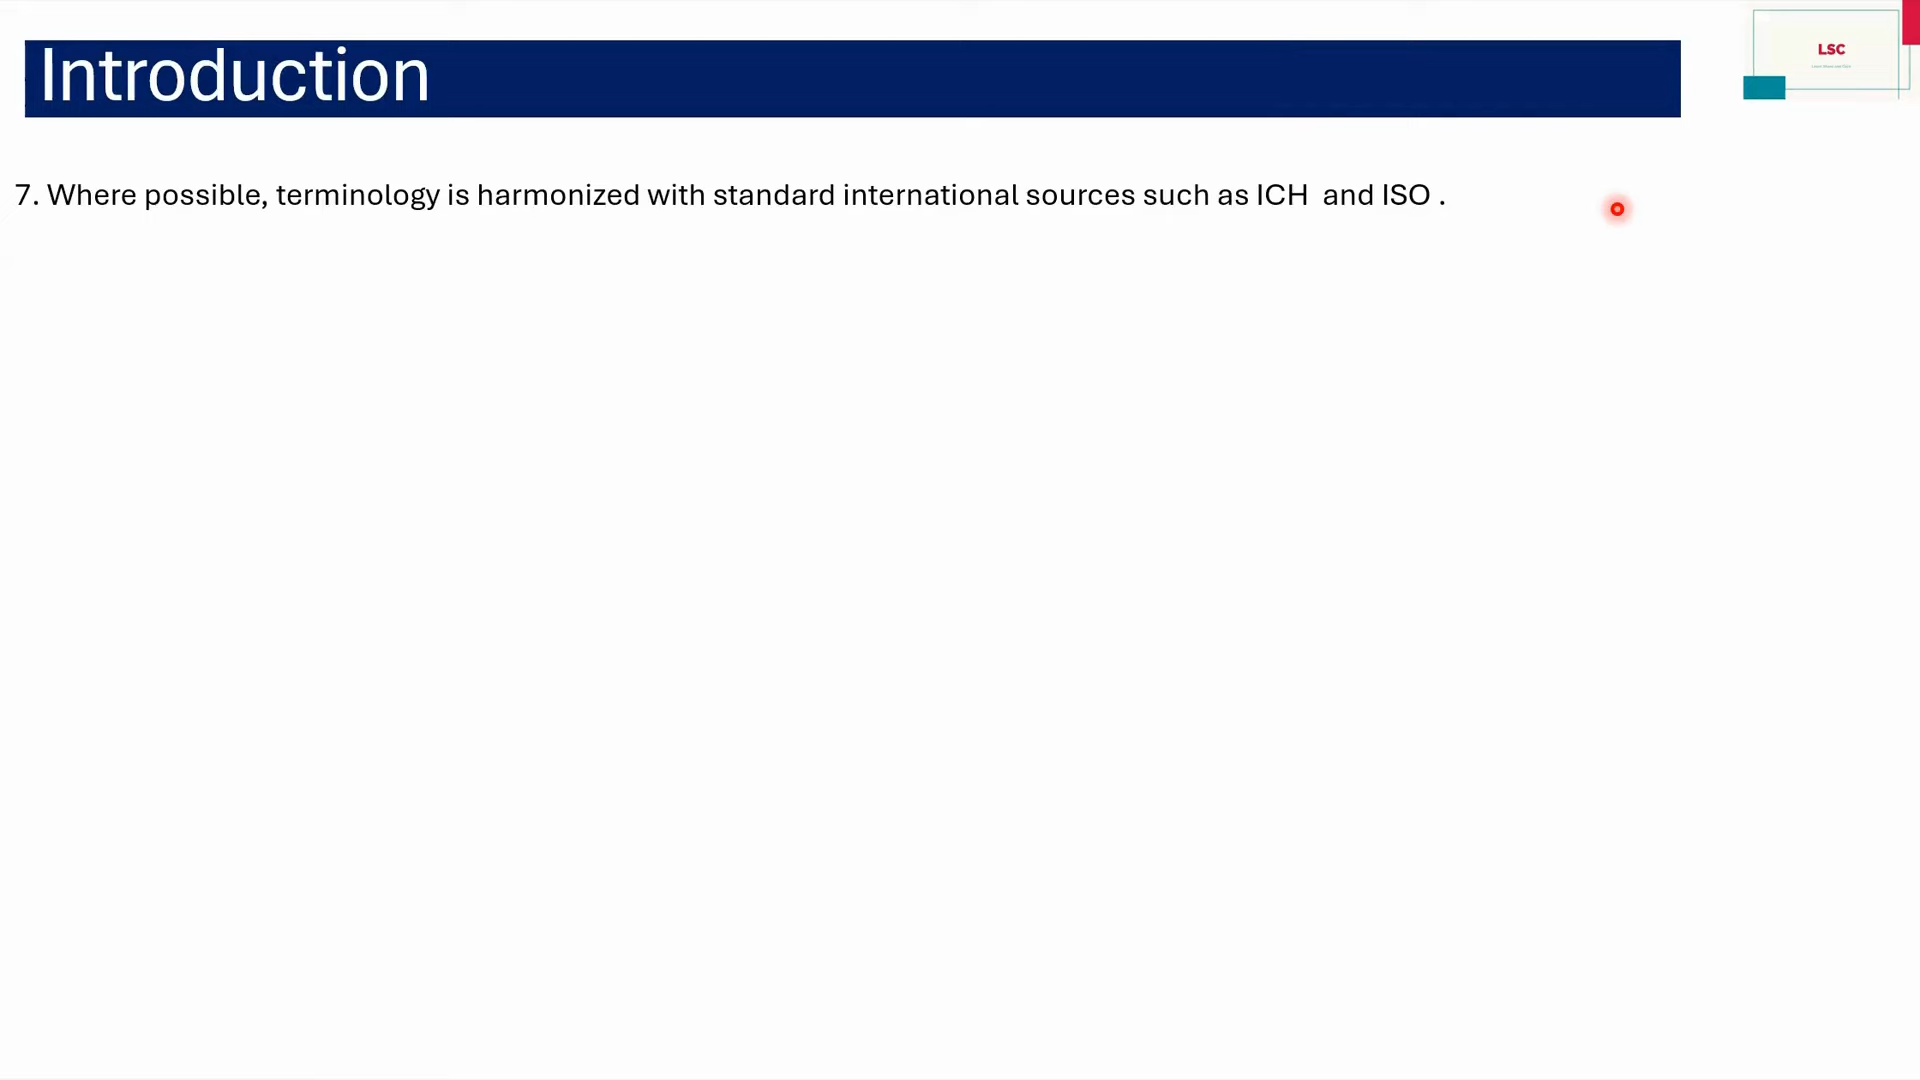 Introduction
LSC
7. Where possible, terminology is harmonized with standard international sources such as ICH  and ISO .